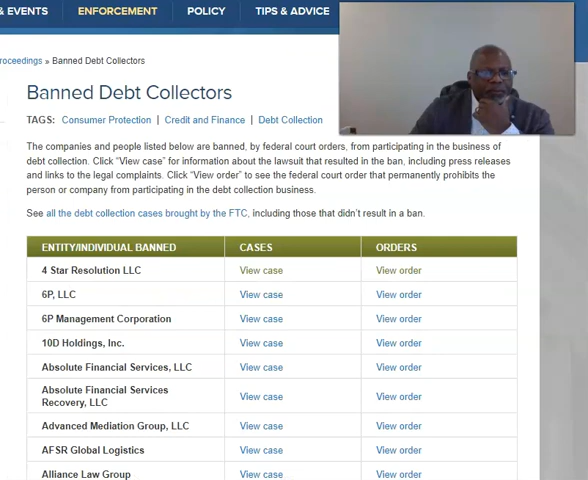 & EVENTS ENFORCEMENT POLICY TIPS & ADVICE
roceedings » Banned Debt Collectors
Banned Debt Collectors
TAGS: Consumer Protection | Credit and Finance | Debt Collection
The companies and people listed below are banned, by federal court orders, from participating in the business of
debt collection. Click “View case” for information about the lawsuit that resulted in the ban, including press releases
and links to the legal complaints. Click “View order” to see the federal court order that permanently prohibits the
person or company from participating in the debt collection business.
See all the debt collection cases brought by the FTC, including those that didn't result in a ban.
ENTITY/INDIVIDUAL BANNED CASES ORDERS
4 Star Resolution LLC View case View order
6P, LLC View case View order
6P Management Corporation View case View order
10D Holdings, Inc. View case View order
Absolute Financial Services, LLC View case View order
Absolute Financial Services
Recovery, LLC View case View order
Advanced Mediation Group, LLC View case View order
AFSR Global Logistics View case View order
Alliance Law Group View case View order